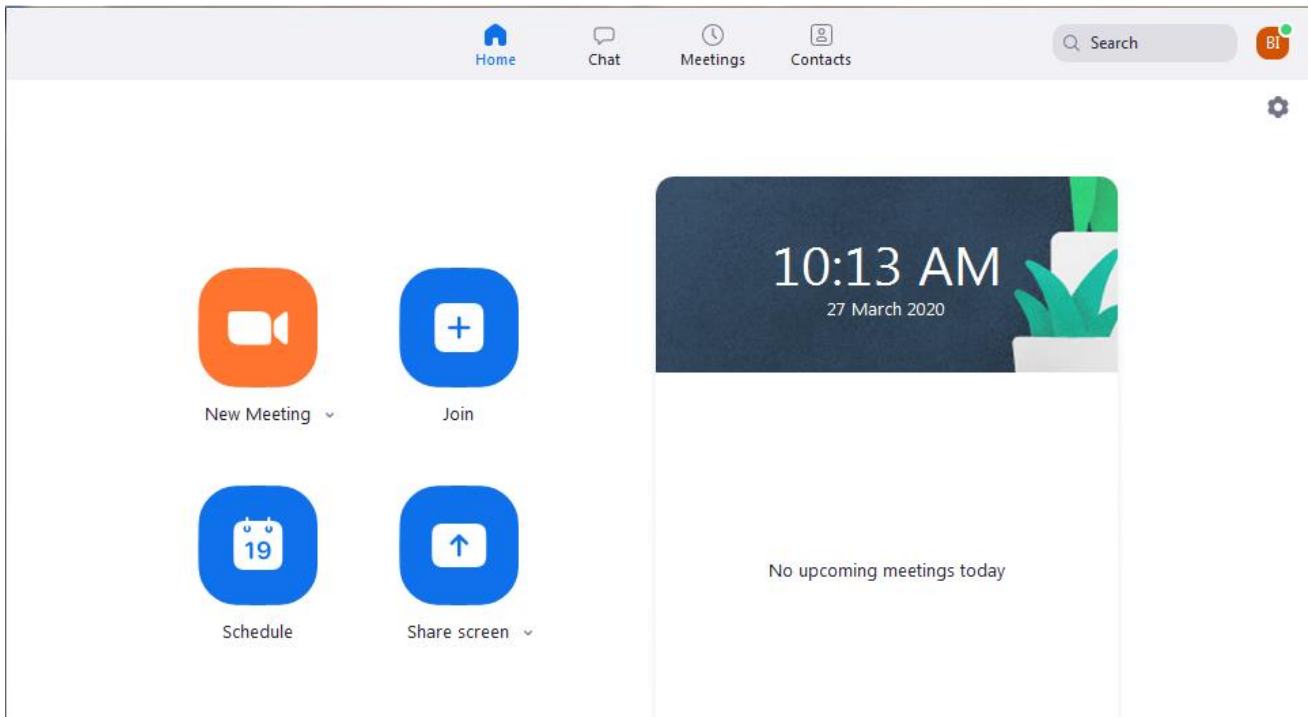 Home
Chat
Meetings
Contacts
Search
BI
10:13 AM
27 March 2020
New Meeting
Join
19
Schedule
Share screen
No upcoming meetings today